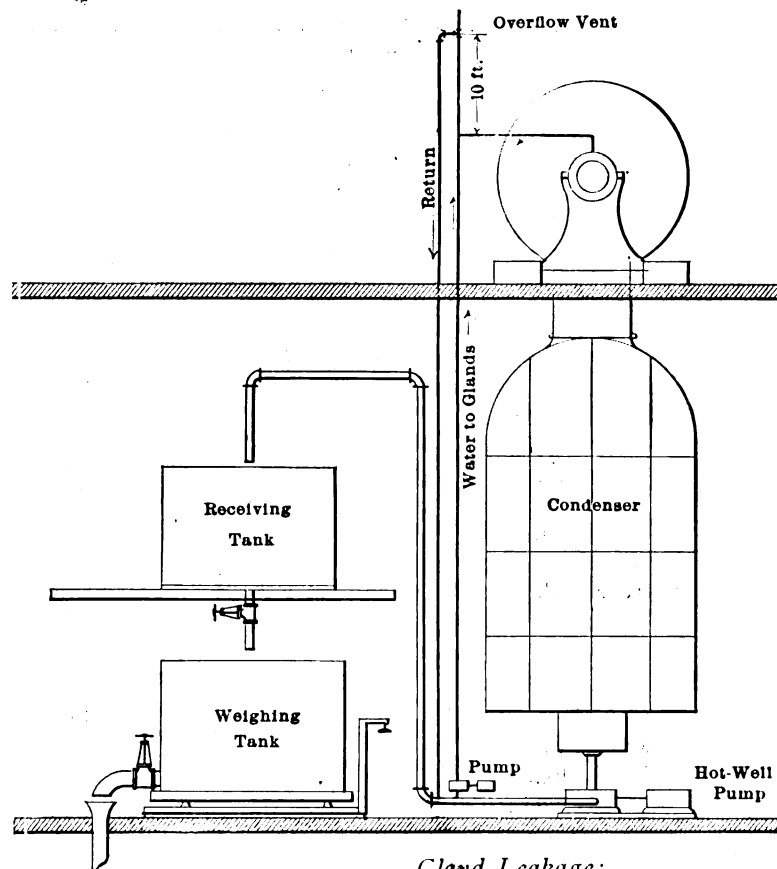 Overflow Vent
10 ft.
Return
Water to Glands
Receiving
Tank
Condenser
Weighing
Tank
Pump
Hot-Well
Pump
Gland Leakage: